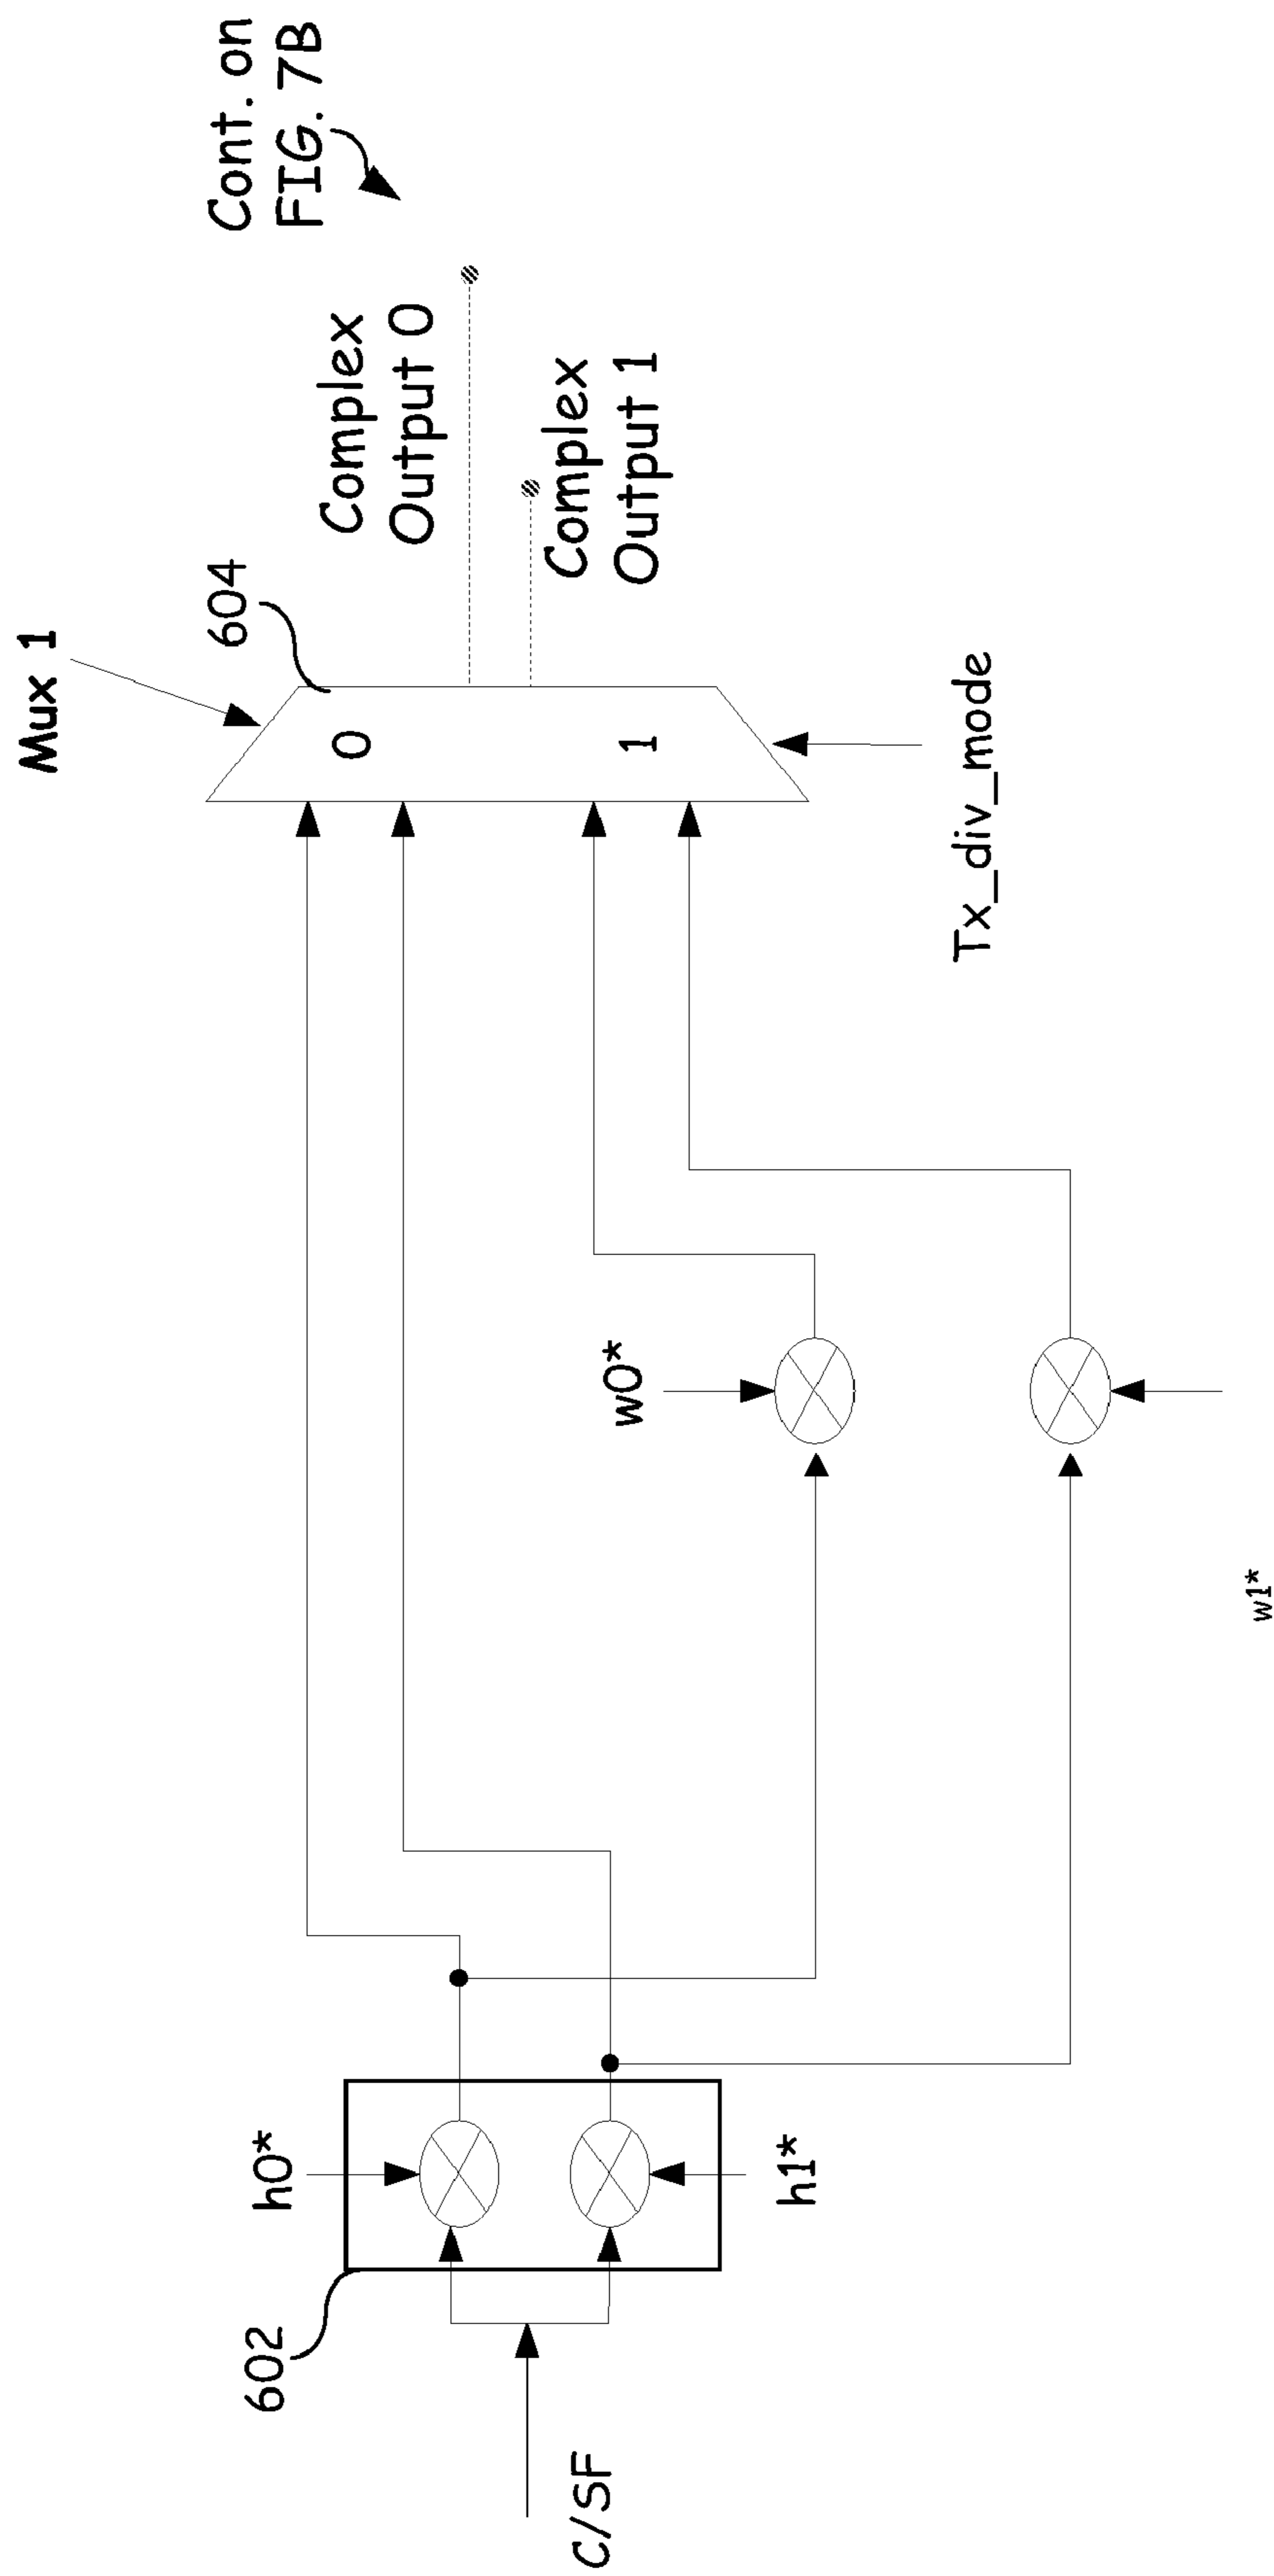 Mux 1
604
Cont. on
FIG. 7B
Complex
Output 0
0
Complex
Output 1
1
Tx_div_mode
602
h0*
C/SF
h1*
w0*
w1*